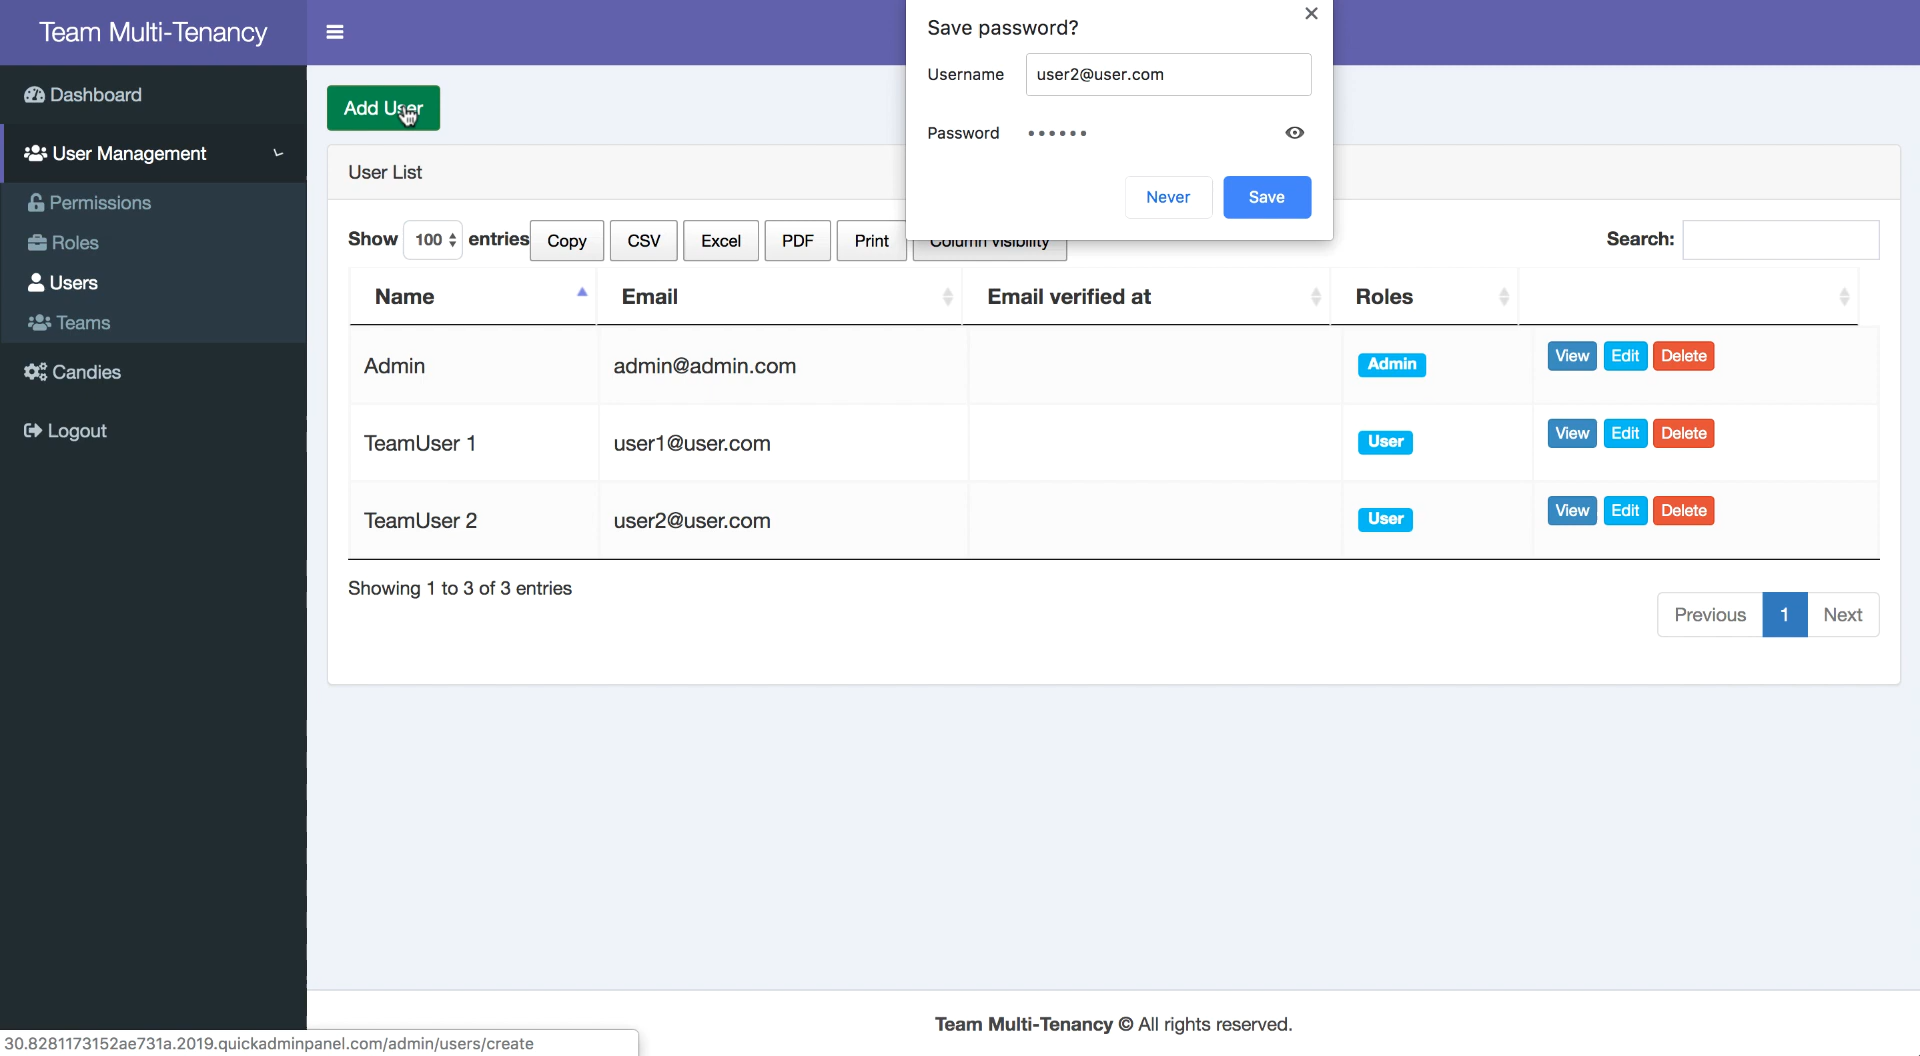 Team Multi-Tenancy
Save password?
Username user2@user.com
Password ••••••
Never Save
Dashboard
User Management
Permissions
Roles
Users
Teams
Candies
Logout
Add User
User List
Show 100 entries Copy CSV Excel PDF Print Column visibility Search:
Name Email Email verified at Roles
Admin admin@admin.com Admin View Edit Delete
TeamUser 1 user1@user.com User View Edit Delete
TeamUser 2 user2@user.com User View Edit Delete
Showing 1 to 3 of 3 entries
Previous 1 Next
Team Multi-Tenancy © All rights reserved.
30.8281173152ae731a.2019.quickadminpanel.com/admin/users/create